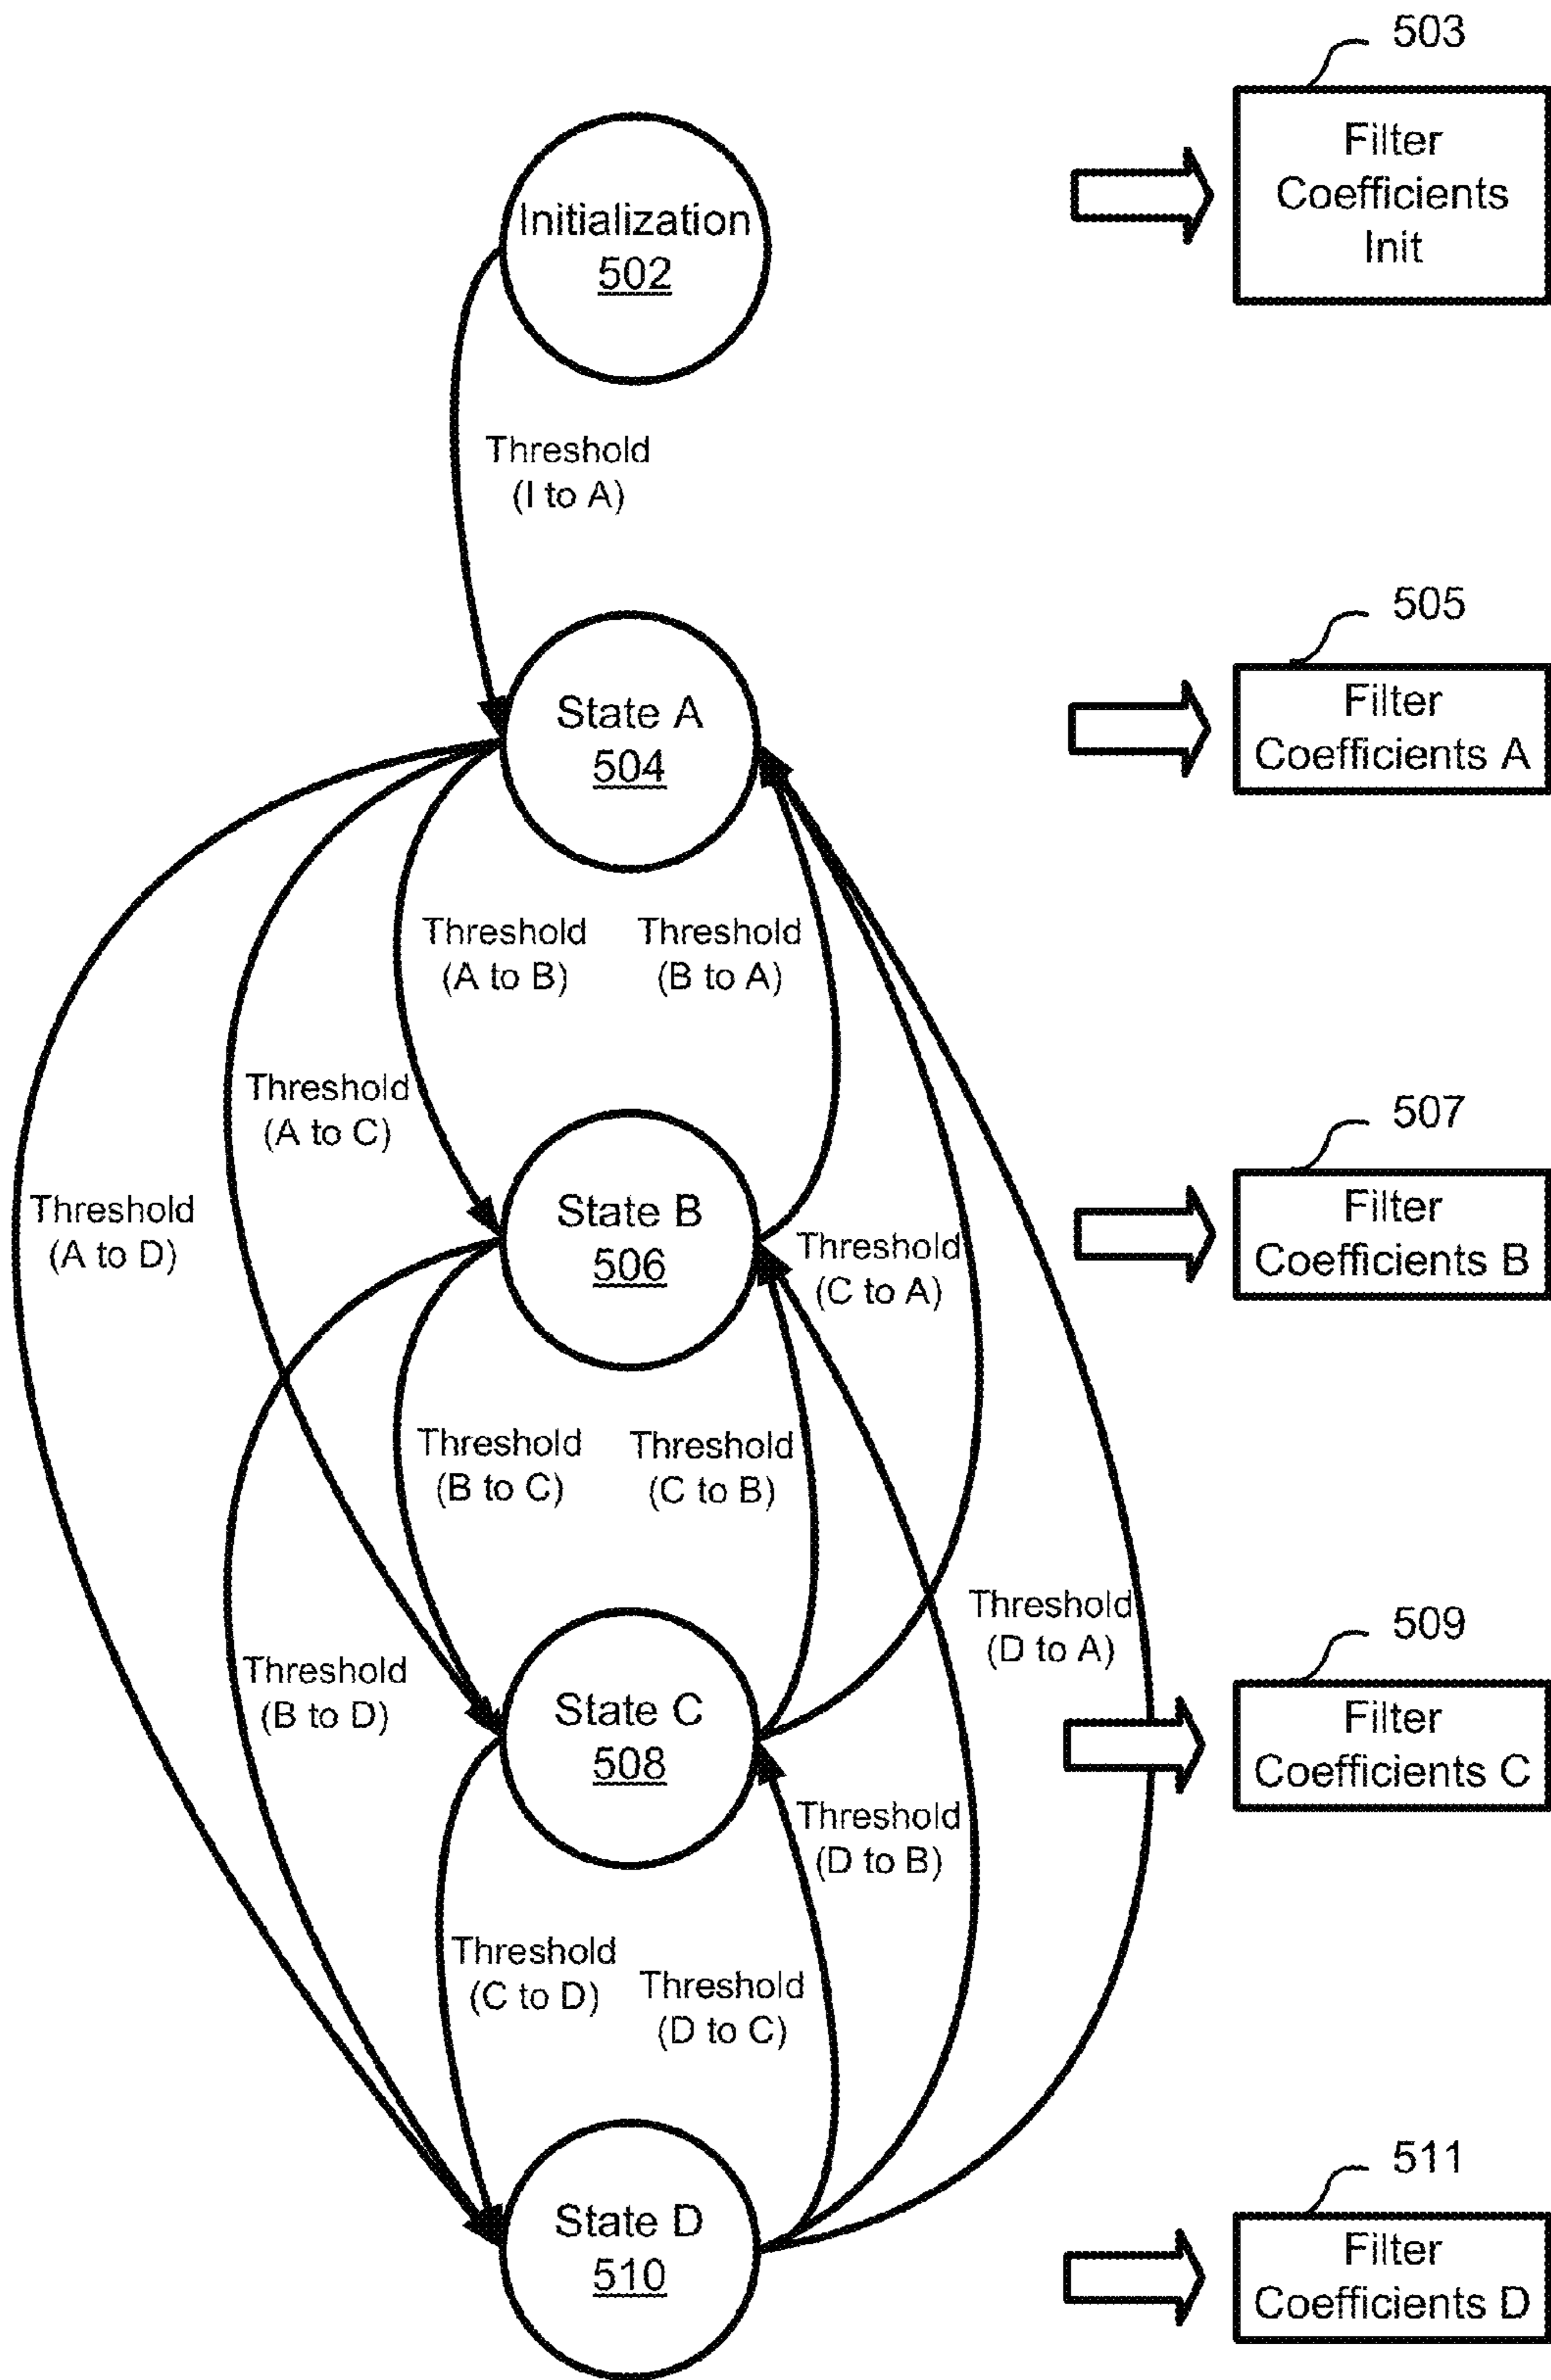 503
Filter
Coefficients
Init
Initialization
502
Threshold
(I to A)
505
State A
504
Filter
Coefficients A
Threshold
(A to B)
Threshold
(B to A)
Threshold
(A to C)
507
Threshold
(A to D)
State B
506
Threshold
(C to A)
Filter
Coefficients B
Threshold
(B to C)
Threshold
(C to B)
Threshold
(D to A)
509
Threshold
(B to D)
State C
508
Filter
Coefficients C
Threshold
(D to B)
Threshold
(C to D)
Threshold
(D to C)
511
State D
510
Filter
Coefficients D